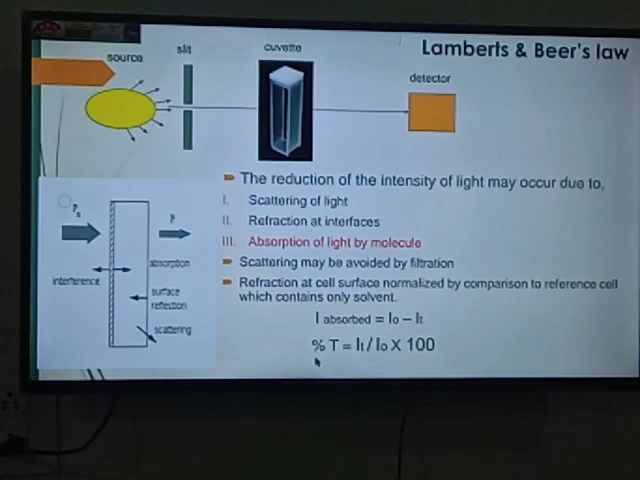 Lamberts & Beer's law
source
slit
cuvette
detector
The reduction of the intensity of light may occur due to,
I. Scattering of light
II. Refraction at interfaces
III. Absorption of light by molecule
Scattering may be avoided by filtration
Refraction at cell surface normalized by comparison to reference cell
which contains only solvent.
I absorbed = Io – It
% T = It / Io X 100
P
absorption
interference
surface
reflection
scattering